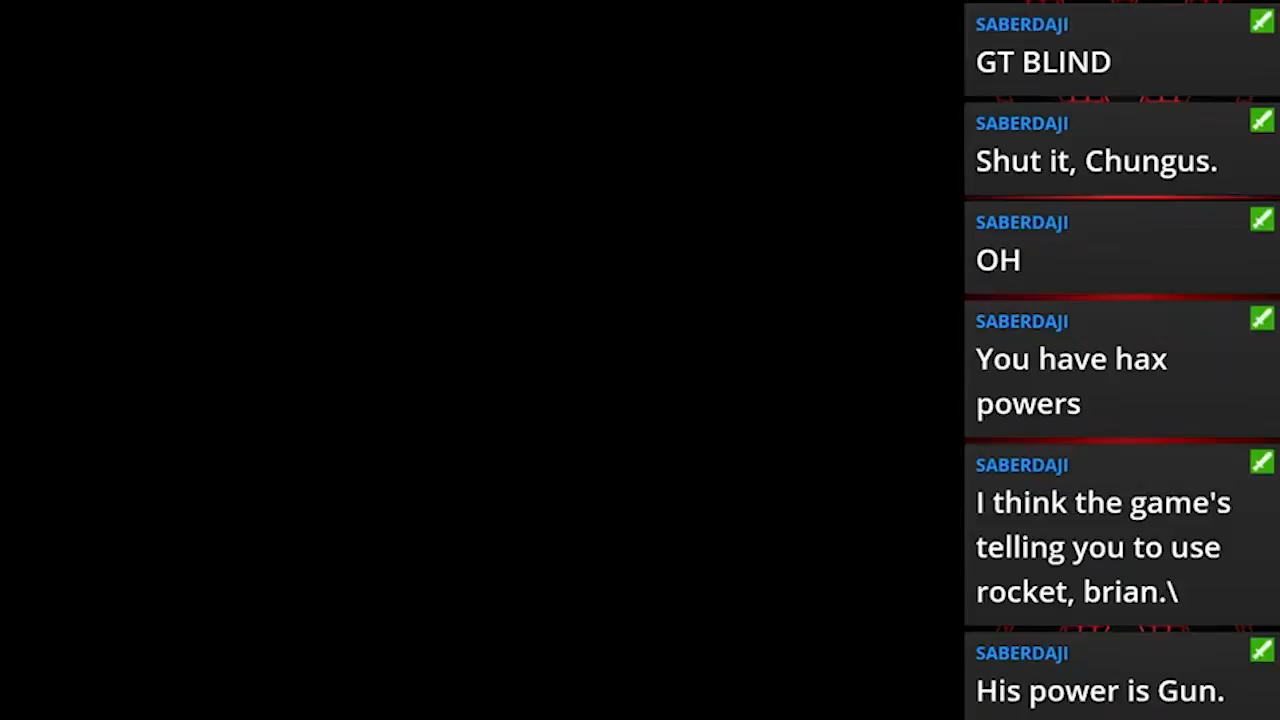 SABERDAJI
GT BLIND
SABERDAJI
Shut it, Chungus.
SABERDAJI
OH
SABERDAJI
You have hax
powers
SABERDAJI
I think the game's
telling you to use
rocket, brian.\
SABERDAJI
His power is Gun.